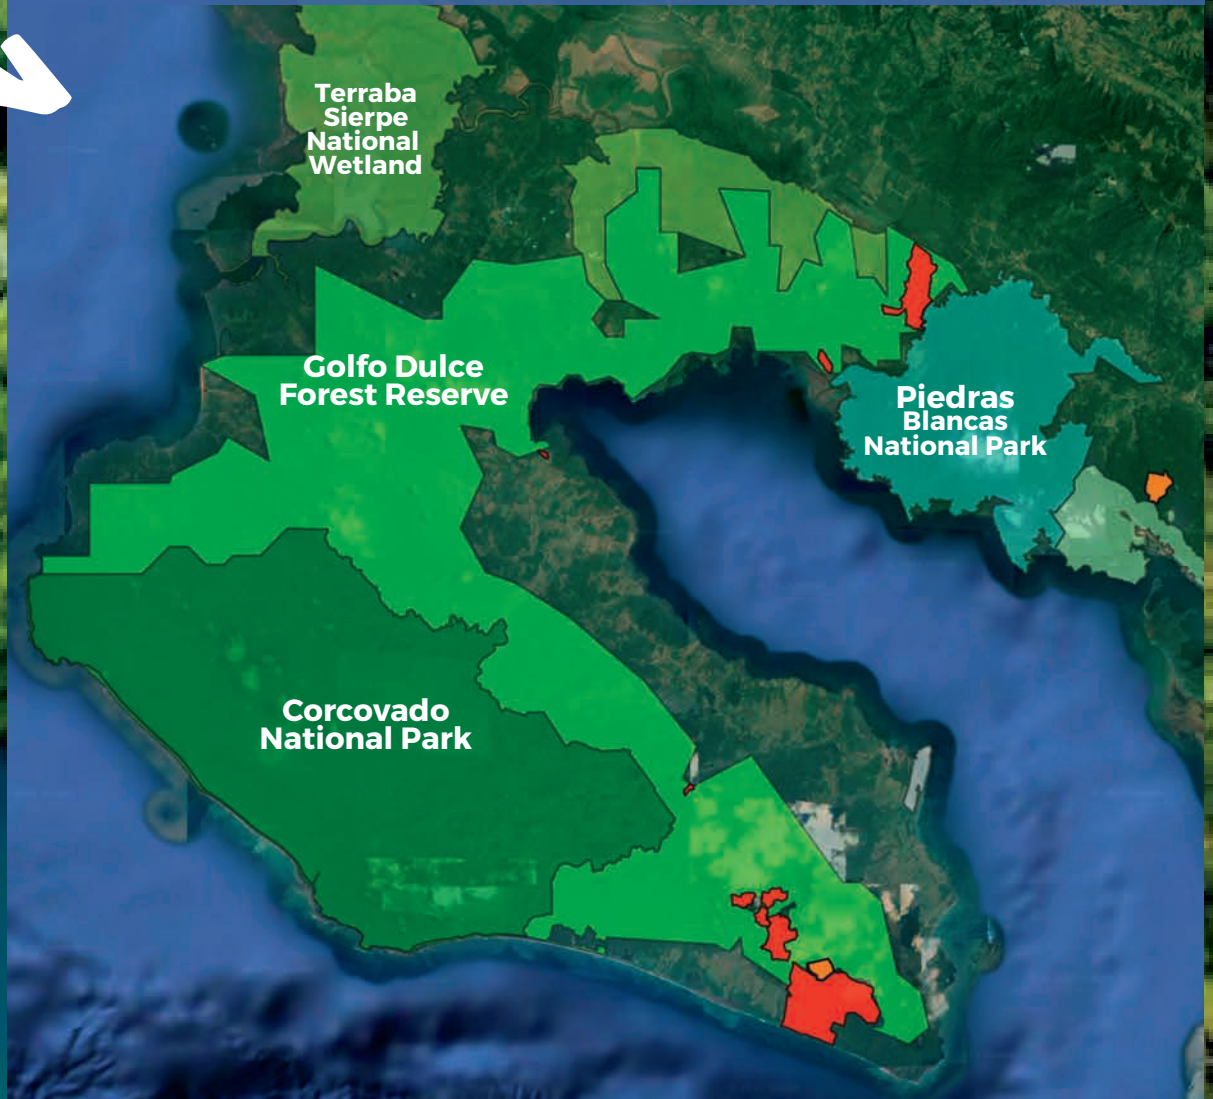 Terraba
Sierpe
National
Wetland
Golfo Dulce
Forest Reserve
Piedras
Blancas
National Park
Corcovado
National Park